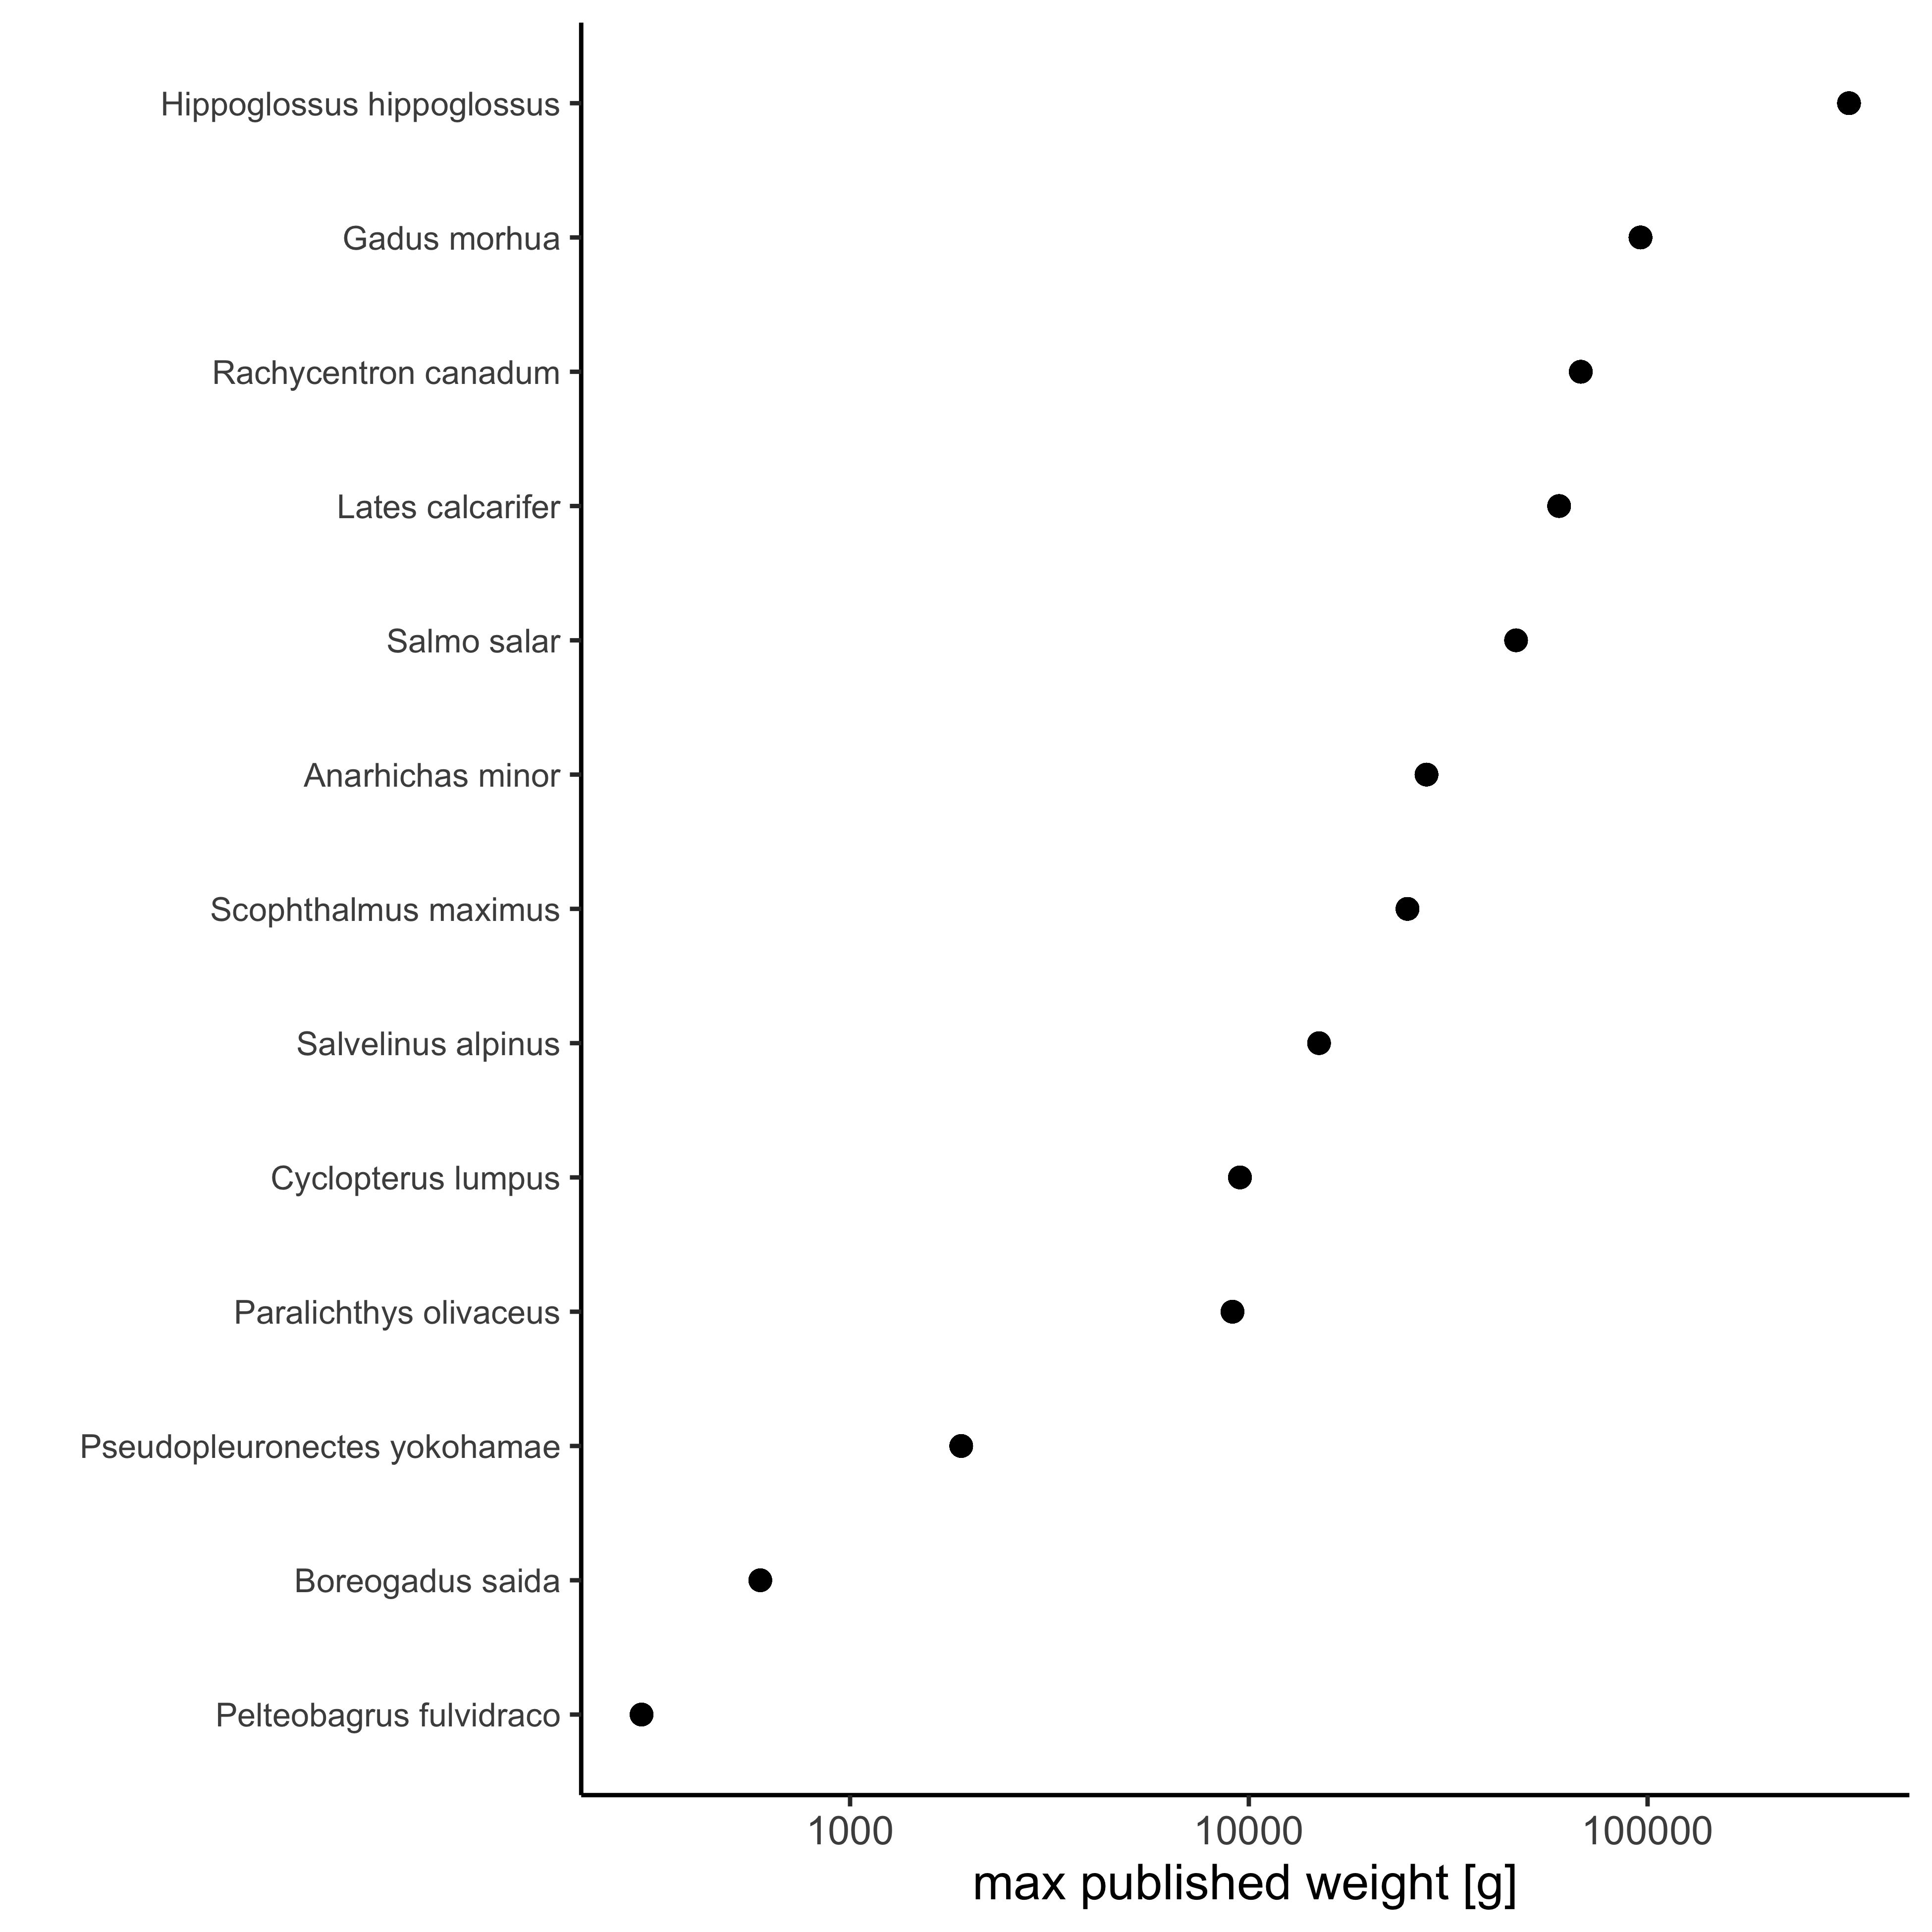 Hippoglossus hippoglossus
Gadus morhua
Rachycentron canadum
Lates calcarifer
Salmo salar
Anarhichas minor
Scophthalmus maximus
Salvelinus alpinus
Cyclopterus lumpus
Paralichthys olivaceus
Pseudopleuronectes yokohamae
Boreogadus saida
Pelteobagrus fulvidraco
1000 10000 100000
max published weight [g]